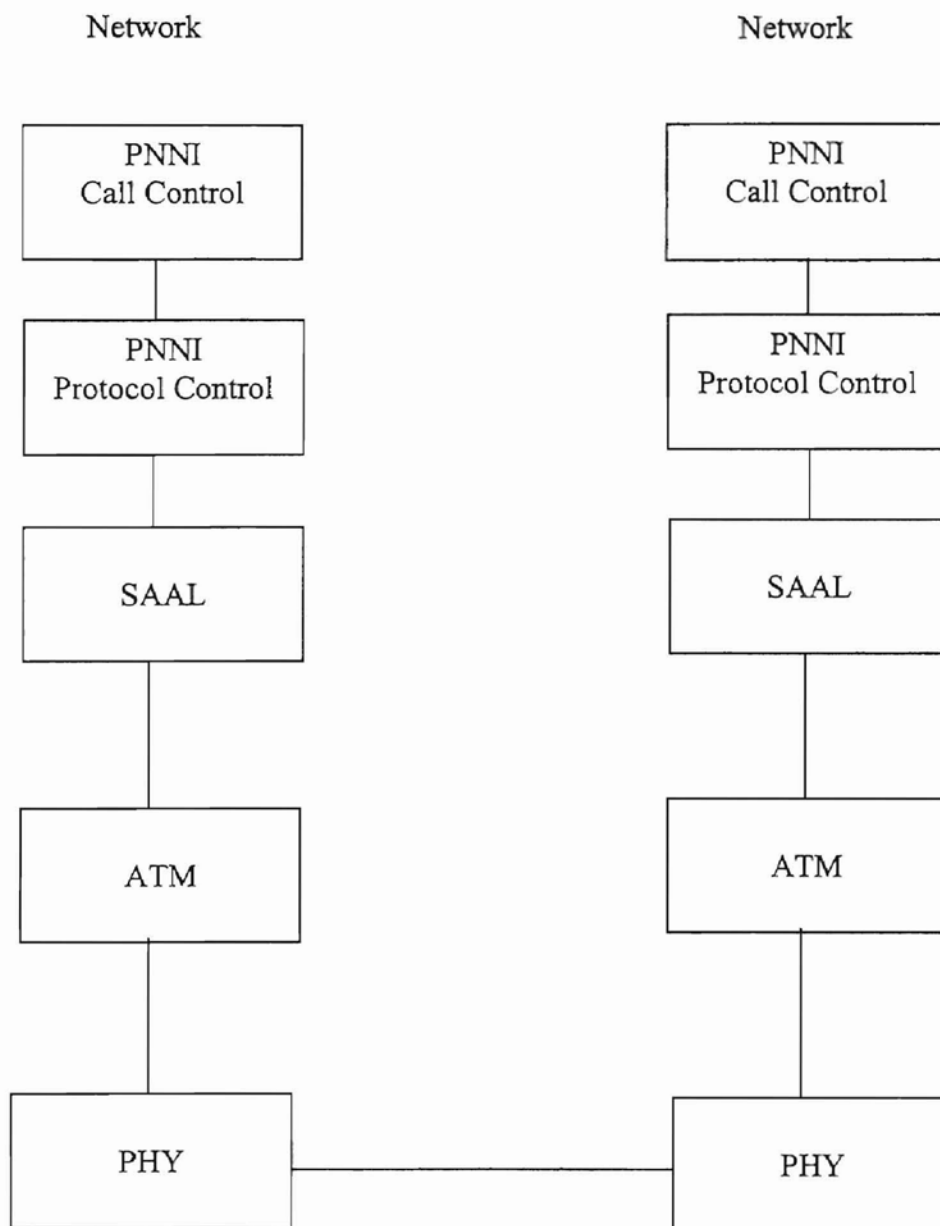 Network
Network
PNNI
Call Control
PNNI
Call Control
PNNI
Protocol Control
PNNI
Protocol Control
SAAL
SAAL
ATM
ATM
PHY
PHY